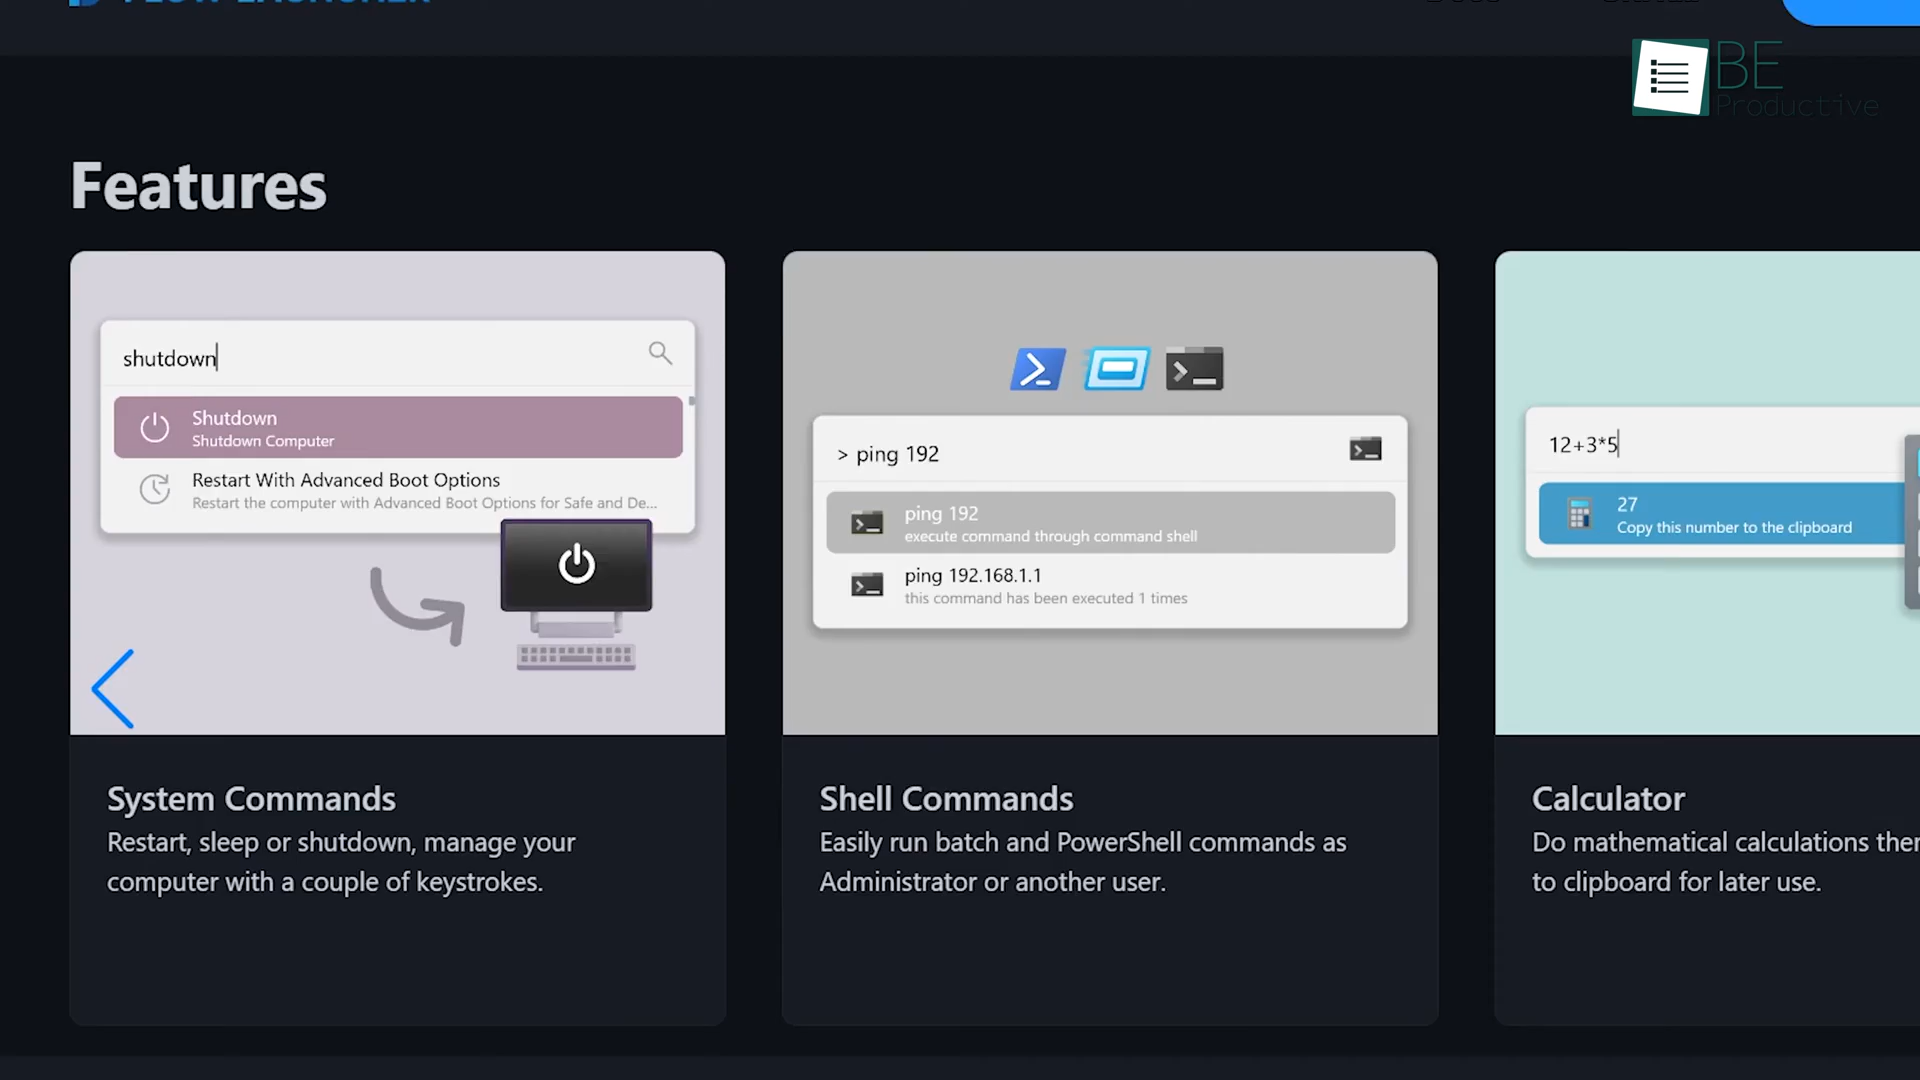 FLOW LAUNCHER
BE
Productive
Features
shutdown
Shutdown
Shutdown Computer
Restart With Advanced Boot Options
Restart the computer with Advanced Boot Options for Safe and De...
> ping 192
ping 192
execute command through command shell
ping 192.168.1.1
this command has been executed 1 times
12+3*5
27
Copy this number to the clipboard
System Commands
Restart, sleep or shutdown, manage your
computer with a couple of keystrokes.
Shell Commands
Easily run batch and PowerShell commands as
Administrator or another user.
Calculator
Do mathematical calculations
to clipboard for later use.